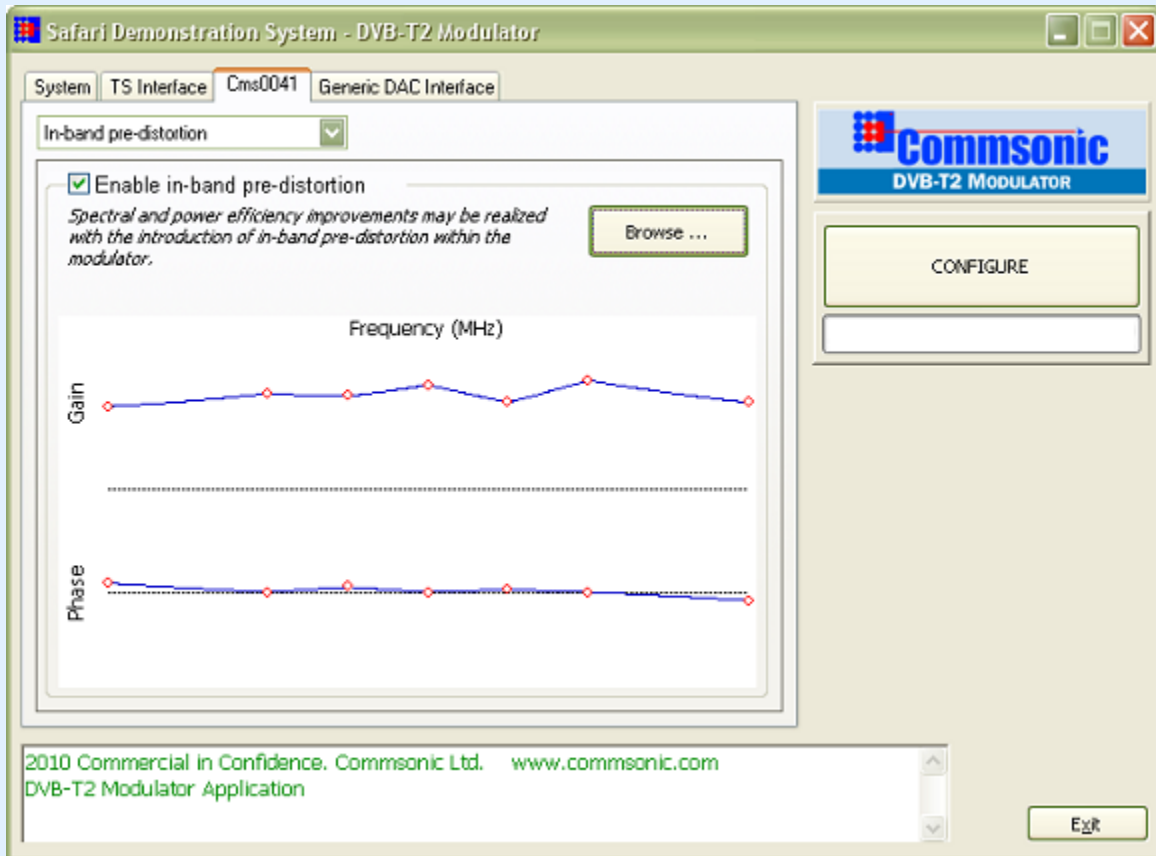 Safari Demonstration System - DVB-T2 Modulator
System TS Interface Cms0041 Generic DAC Interface
In-band pre-distortion
Enable in-band pre-distortion
Spectral and power efficiency improvements may be realized
with the introduction of in-band pre-distortion within the
modulator.
Browse ...
Frequency (MHz)
Gain
Phase
Commsonic
DVB-T2 MODULATOR
CONFIGURE
2010 Commercial in Confidence. Commsonic Ltd. www.commsonic.com
DVB-T2 Modulator Application
Exit